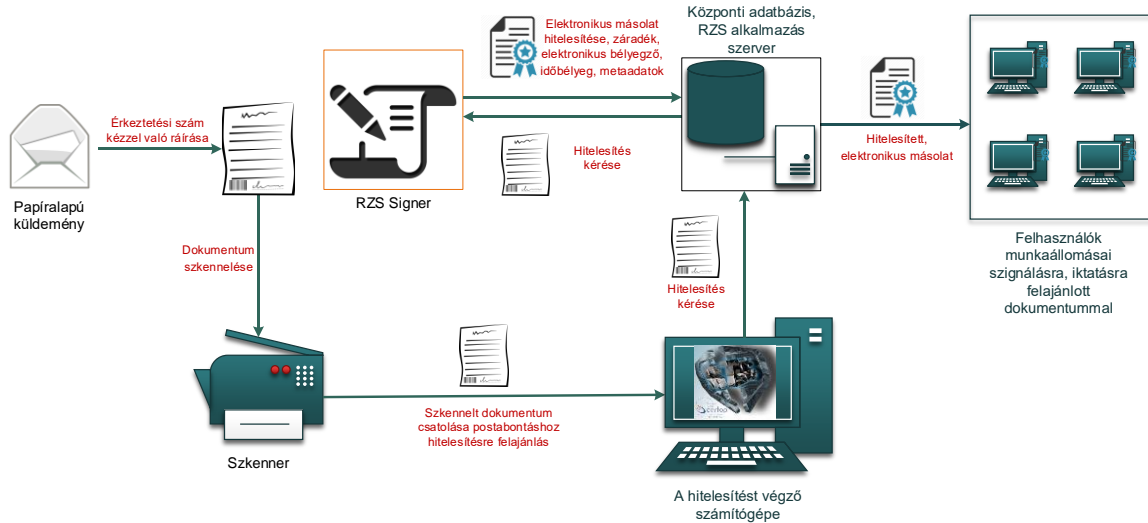 Elektronikus másolat
hitelesítése, záradék,
elektronikus bélyegző,
időbélyeg, metaadatok
Központi adatbázis,
RZS alkalmazás
szerver
Érkeztetési szám
kézzel való ráírása
Hitelesítés
kérése
Hitelesített,
elektronikus másolat
Papíralapú
küldemény
RZS Signer
Dokumentum
szkennelése
Hitelesítés
kérése
Felhasználók
munkaállomásai
szignálásra, iktatásra
felajánlott
dokumentummal
Szkennelt dokumentum
csatolása postabontáshoz
hitelesítésre felajánlás
Szkenner
A hitelesítést végző
számítógépe